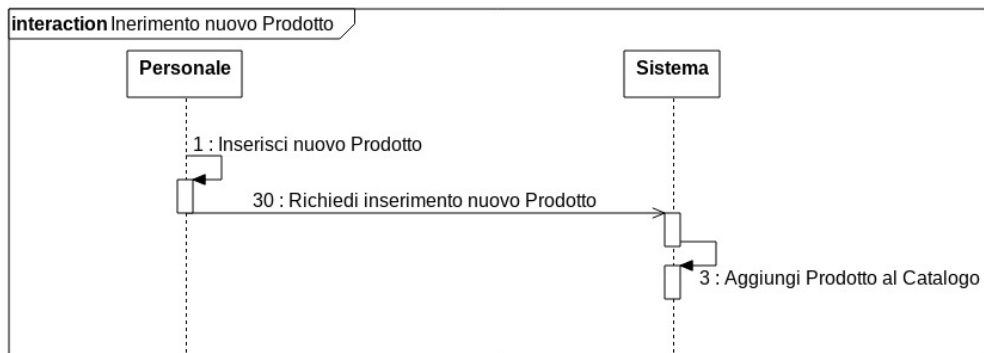 interaction Inerimento nuovo Prodotto
Personale
Sistema
1 : Inserisci nuovo Prodotto
30 : Richiedi inserimento nuovo Prodotto
3 : Aggiungi Prodotto al Catalogo